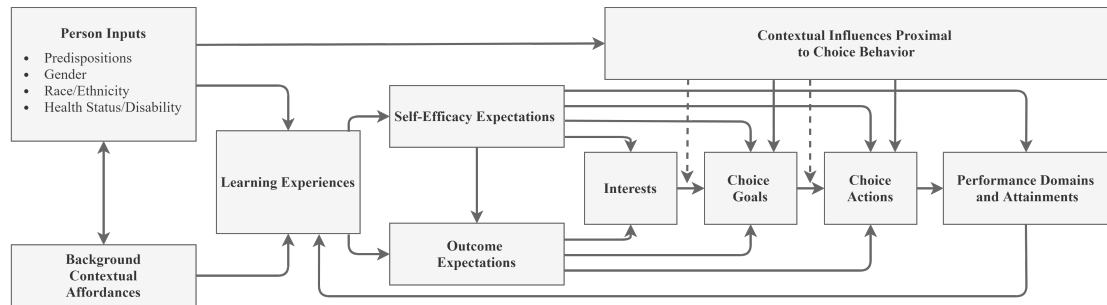 Person Inputs
• Predispositions
• Gender
• Race/Ethnicity
• Health Status/Disability
Contextual Influences Proximal
to Choice Behavior
Self-Efficacy Expectations
Learning Experiences
Interests
Choice
Goals
Choice
Actions
Performance Domains
and Attainments
Outcome
Expectations
Background
Contextual
Affordances